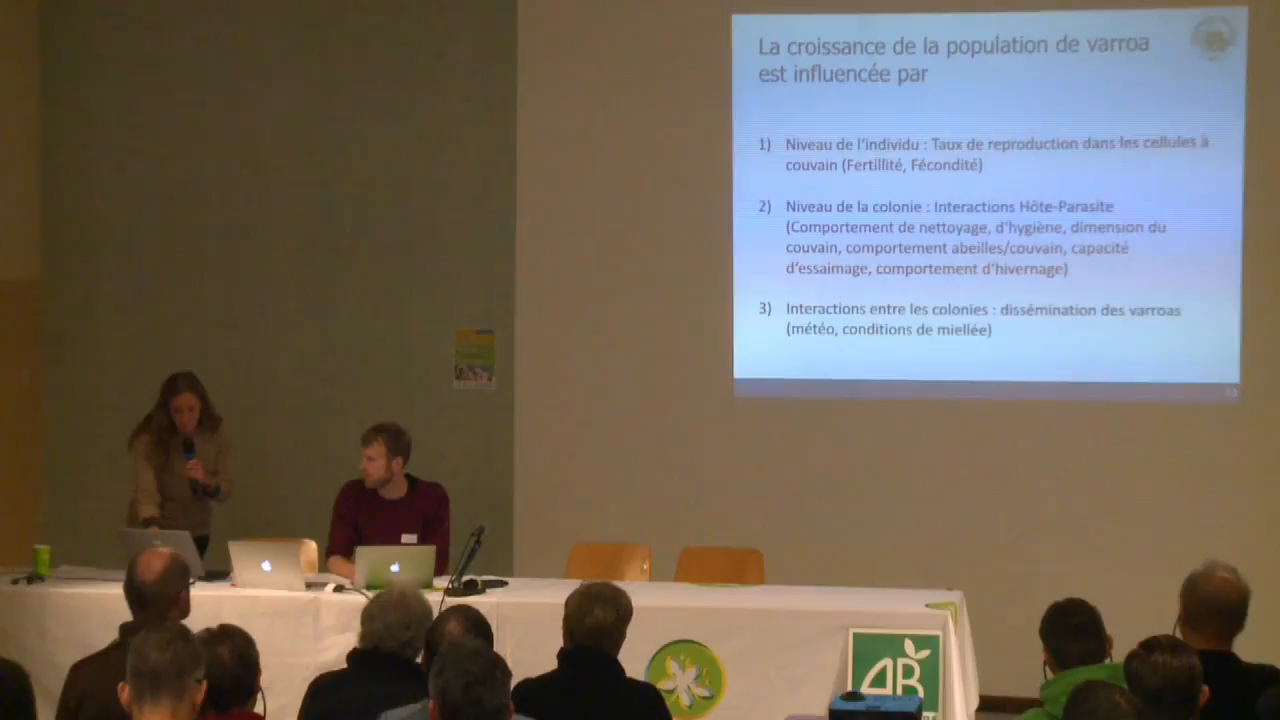 La croissance de la population de varroa
est influencée par
1) Niveau de l'individu : Taux de reproduction dans les cellules à
couvain (Fertillité, Fécondité)
2) Niveau de la colonie : Interactions Hôte-Parasite
(Comportement de nettoyage, d'hygiène, dimension du
couvain, comportement abeilles/couvain, capacité
d'essaimage, comportement d'hivernage)
3) Interactions entre les colonies : dissémination des varroas
(météo, conditions de miellée)
AB